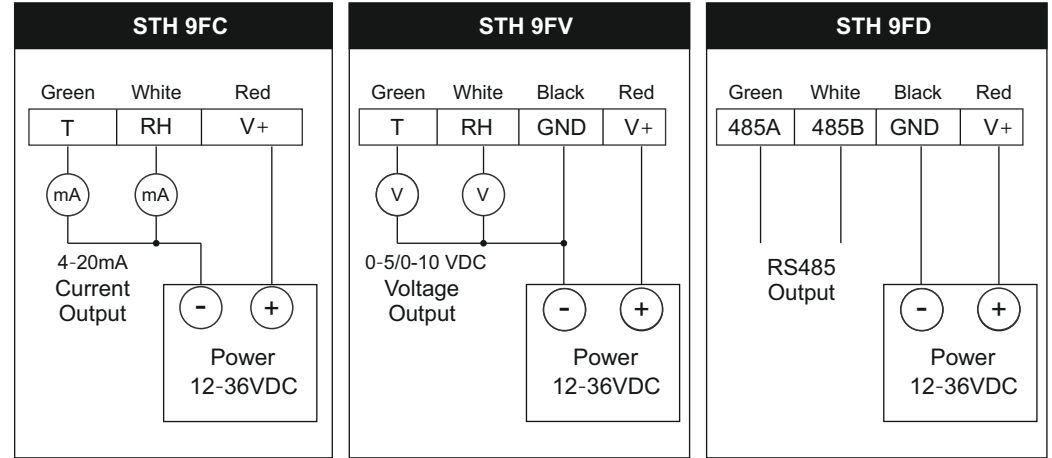 STH 9FC
Green White Red
T RH V+
mA mA
4-20mA
Current
Output
- +
Power
12-36VDC
STH 9FV
Green White Black Red
T RH GND V+
V V
0-5/0-10 VDC
Voltage
Output
- +
Power
12-36VDC
STH 9FD
Green White Black Red
485A 485B GND V+
RS485
Output
- +
Power
12-36VDC